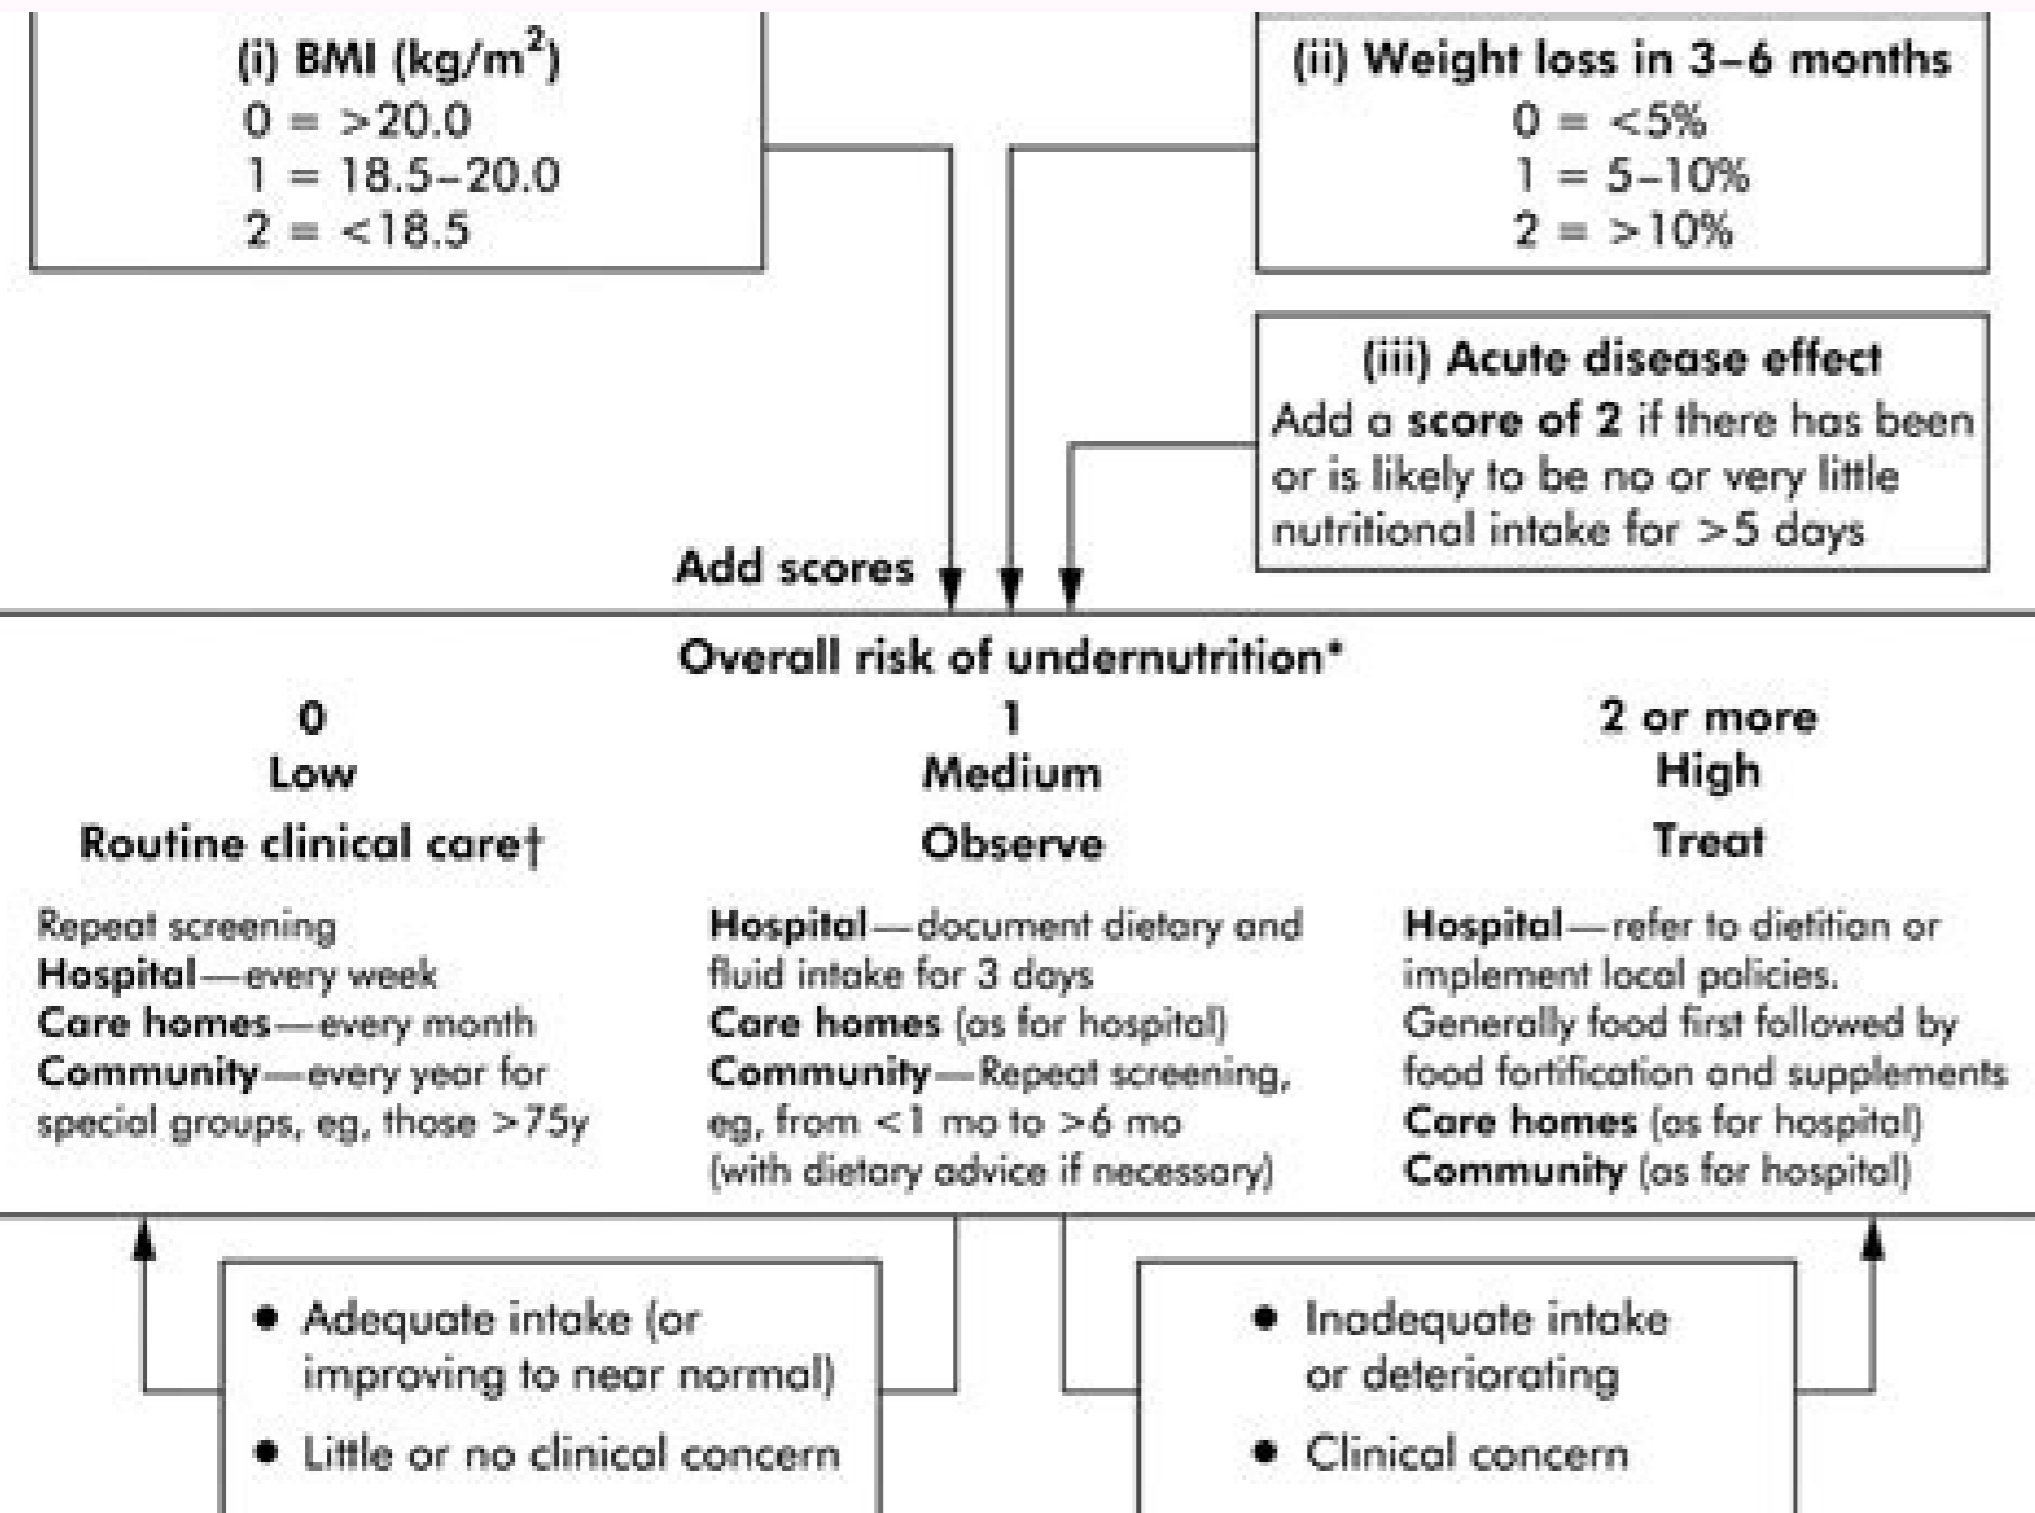 (i) BMI (kg/m²)
0 = >20.0
1 = 18.5–20.0
2 = <18.5
(ii) Weight loss in 3–6 months
0 = <5%
1 = 5–10%
2 = >10%
(iii) Acute disease effect
Add a score of 2 if there has been
or is likely to be no or very little
nutritional intake for >5 days
Add scores
Overall risk of undernutrition*
0
Low
Routine clinical care†
Repeat screening
Hospital—every week
Care homes—every month
Community—every year for
special groups, eg, those >75y
1
Medium
Observe
Hospital—document dietary and
fluid intake for 3 days
Care homes (as for hospital)
Community—Repeat screening,
eg, from <1 mo to >6 mo
(with dietary advice if necessary)
2 or more
High
Treat
Hospital—refer to dietitian or
implement local policies.
Generally food first followed by
food fortification and supplements
Care homes (as for hospital)
Community (as for hospital)
● Adequate intake (or
improving to near normal)
● Little or no clinical concern
● Inadequate intake
or deteriorating
● Clinical concern